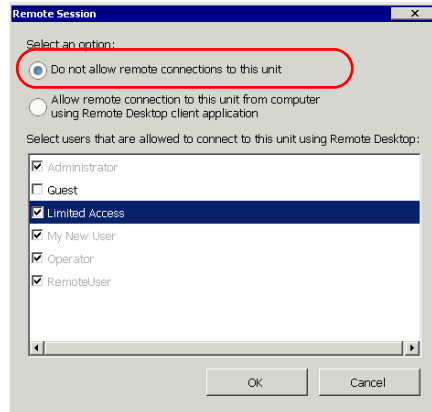 Remote Session
Select an option:
Do not allow remote connections to this unit
Allow remote connection to this unit from computer
using Remote Desktop client application
Select users that are allowed to connect to this unit using Remote Desktop:
Administrator
Guest
Limited Access
My New User
Operator
RemoteUser
OK Cancel